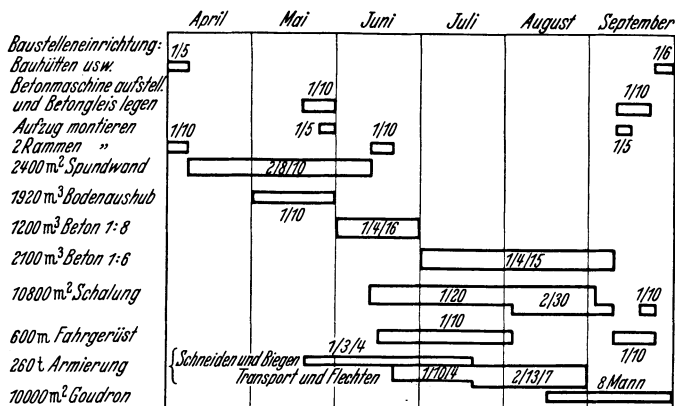 April Mai Juni Juli August September
Baustelleneinrichtung:
Bauhütten usw. 1/5 1/6
Betonmaschine aufstell.
und Betongleis legen 1/10 1/10
Aufzug montieren 1/5 1/5
2 Rammen „ 1/10 1/10
2400 m² Spundwand 2/8/10
1920 m³ Bodenaushub 1/10
1200 m³ Beton 1:8 1/4/16
2100 m³ Beton 1:6 1/4/15
10800 m² Schalung 1/20 2/30 1/10
600 m Fahrgerüst 1/10 1/10
260 t Armierung { Schneiden und Biegen 1/3/4
Transport und Flechten 1/10/4 2/13/7
10000 m² Goudron 8 Mann